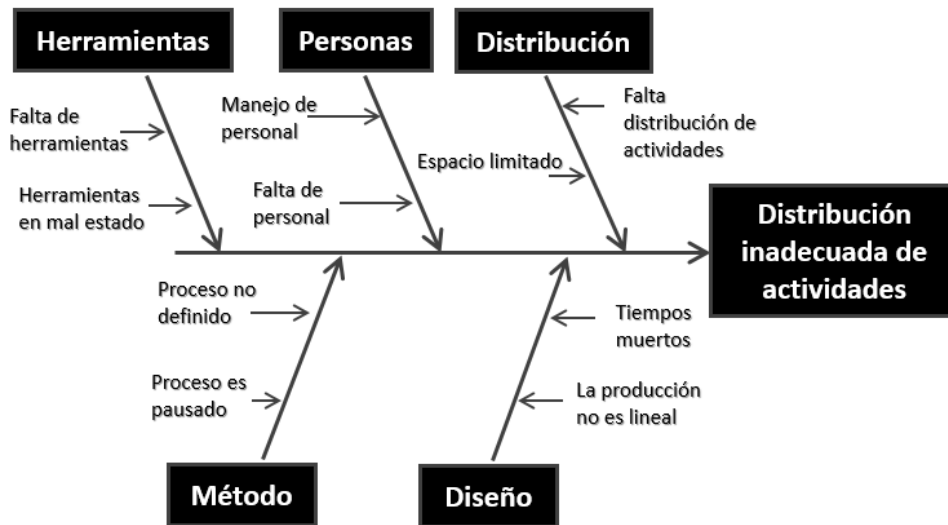 Herramientas
Personas
Distribución
Falta de
herramientas
Herramientas
en mal estado
Manejo de
personal
Falta de
personal
Falta
distribución de
actividades
Espacio limitado
Distribución
inadecuada de
actividades
Proceso no
definido
Proceso es
pausado
Tiempos
muertos
La producción
no es lineal
Método
Diseño